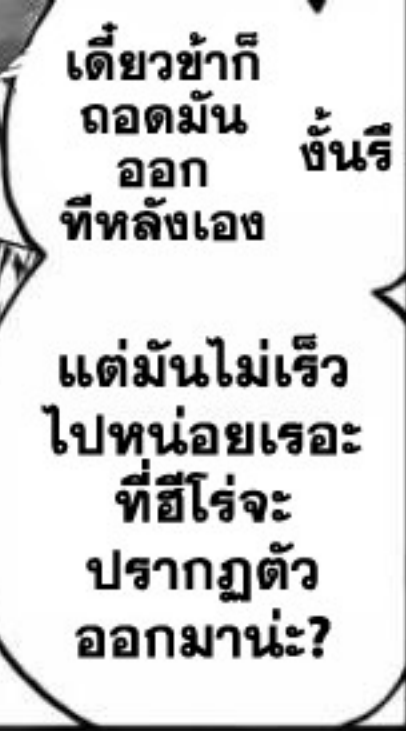 งั้นรึ
เดี๋ยวข้าก็
ถอดมัน
ออก
ทีหลังเอง
แต่มันไม่เร็ว
ไปหน่อยเรอะ
ที่ฮีโร่จะ
ปรากฏตัว
ออกมาน่ะ?